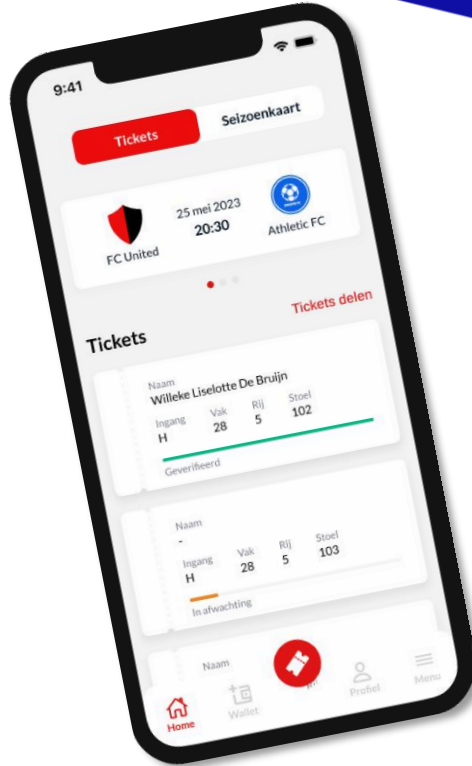 9:41
Tickets Seizoenkaart
25 mei 2023
20:30
FC United Athletic FC
Tickets Tickets delen
Naam
Willeke Liselotte De Bruijn
Ingang Vak Rij Stoel
H 28 5 102
Geverifieerd
Naam
-
Ingang Vak Rij Stoel
H 28 5 103
In afwachting
Naam
Home Wallet Profiel Menu